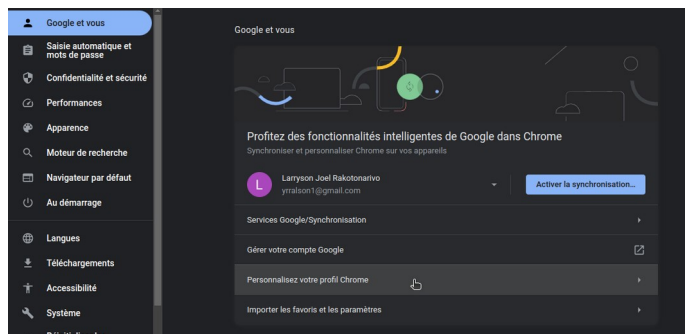 Google et vous
Saisie automatique et
mots de passe
Confidentialité et sécurité
Performances
Apparence
Moteur de recherche
Navigateur par défaut
Au démarrage
Langues
Téléchargements
Accessibilité
Système
Google et vous
Profitez des fonctionnalités intelligentes de Google dans Chrome
Synchroniser et personnaliser Chrome sur vos appareils
L
Larryson Joel Rakotonarivo
yrralson1@gmail.com
Activer la synchronisation...
Services Google/Synchronisation
Gérer votre compte Google
Personnalisez votre profil Chrome
Importer les favoris et les paramètres